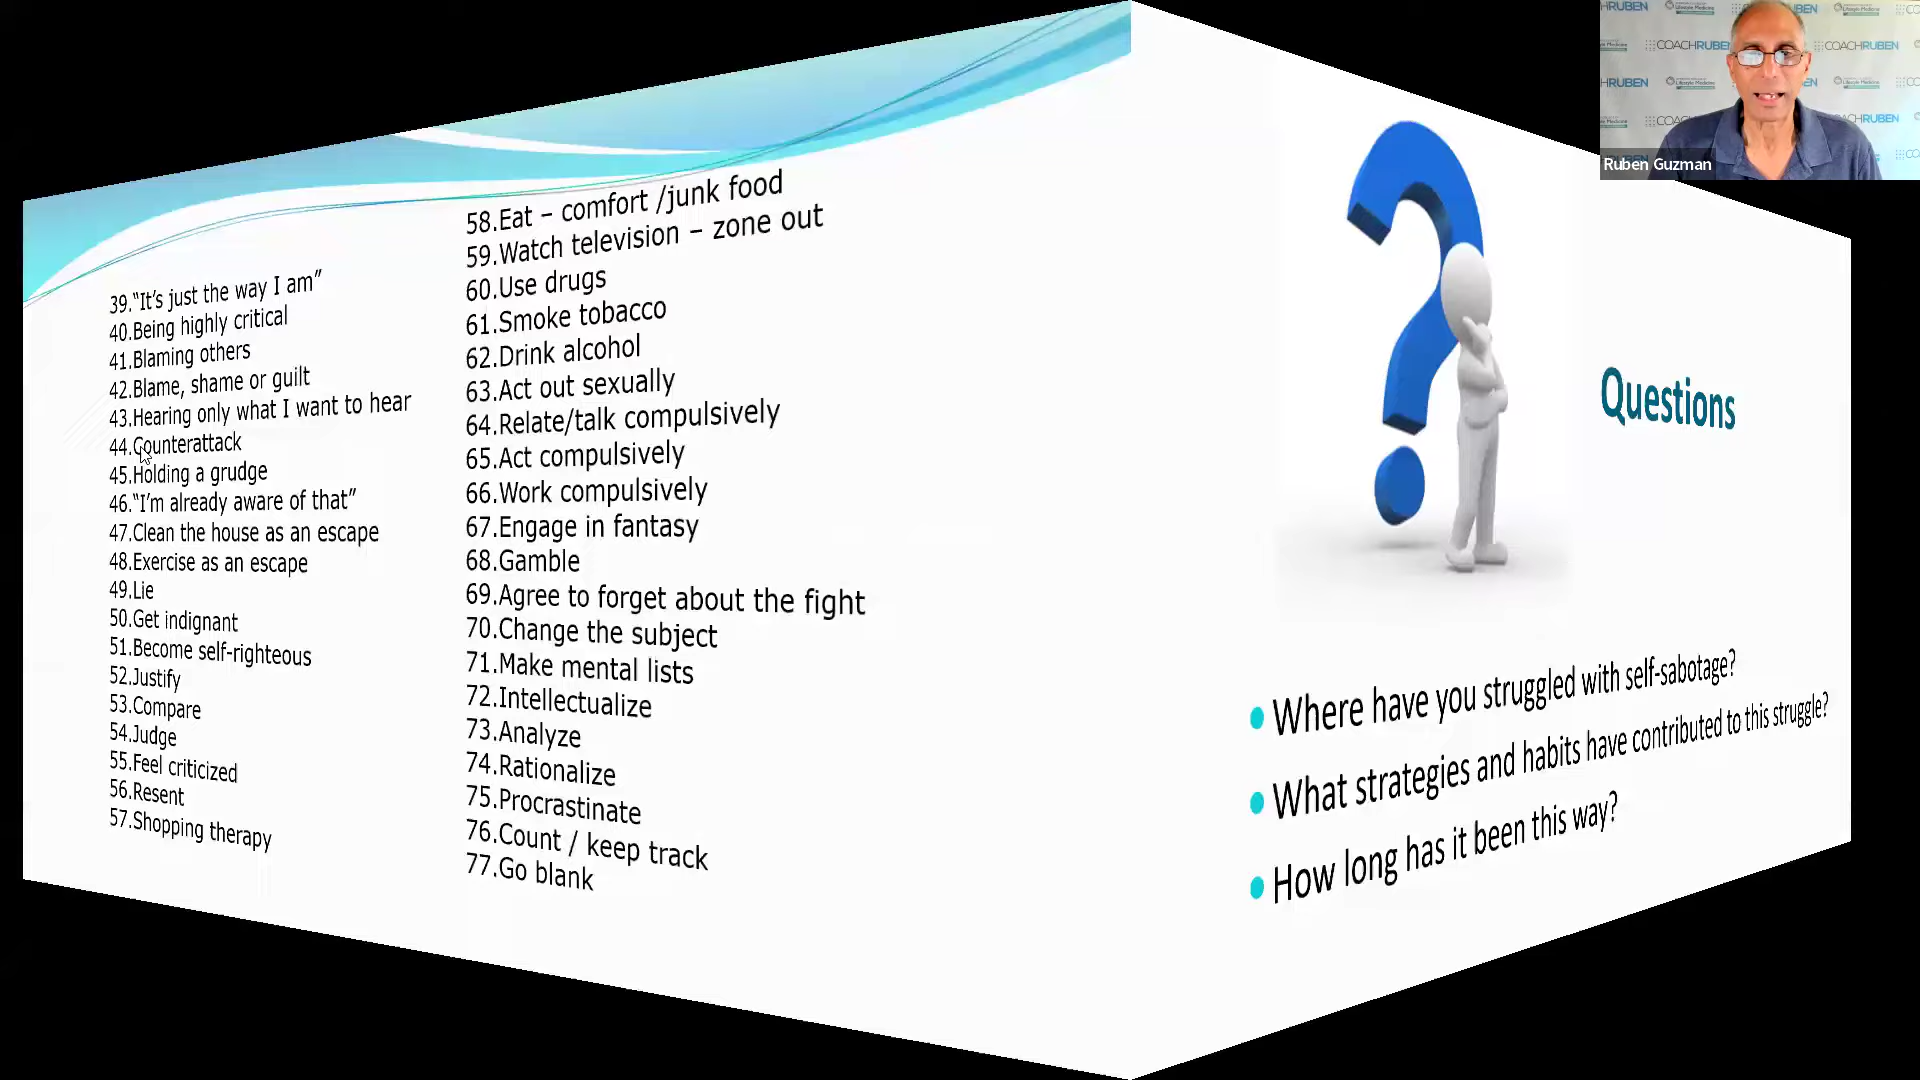 39.“It’s just the way I am”
40.Being highly critical
41.Blaming others
42.Blame, shame or guilt
43.Hearing only what I want to hear
44.Counterattack
45.Holding a grudge
46.“I’m already aware of that”
47.Clean the house as an escape
48.Exercise as an escape
49.Lie
50.Get indignant
51.Become self-righteous
52.Justify
53.Compare
54.Judge
55.Feel criticized
56.Resent
57.Shopping therapy
58.Eat – comfort /junk food
59.Watch television – zone out
60.Use drugs
61.Smoke tobacco
62.Drink alcohol
63.Act out sexually
64.Relate/talk compulsively
65.Act compulsively
66.Work compulsively
67.Engage in fantasy
68.Gamble
69.Agree to forget about the fight
70.Change the subject
71.Make mental lists
72.Intellectualize
73.Analyze
74.Rationalize
75.Procrastinate
76.Count / keep track
77.Go blank
Questions
• Where have you struggled with self-sabotage?
• What strategies and habits have contributed to this struggle?
• How long has it been this way?
COACHRUBEN
COACHRUBEN
Lifestyle Medicine
Ruben Guzman